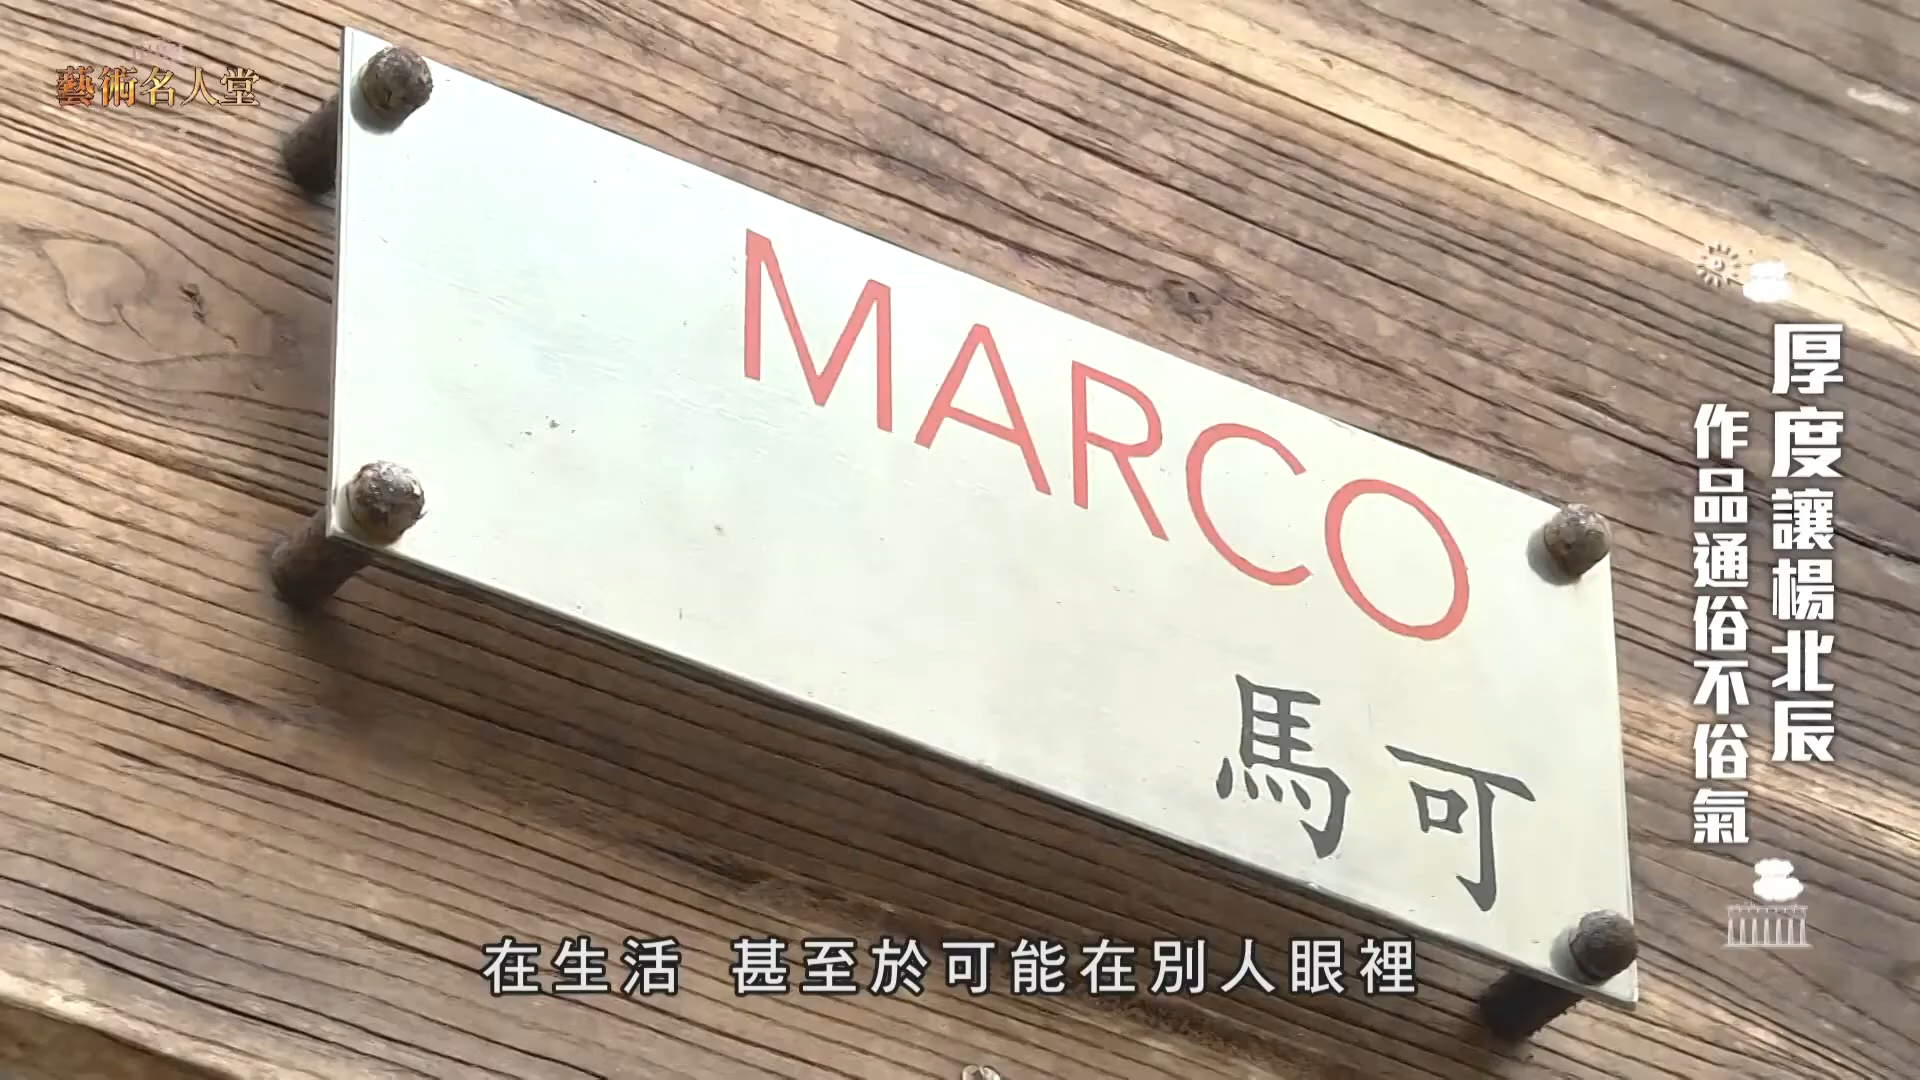 藝術名人堂
MARCO
馬可
厚度讓楊北辰
作品通俗不俗氣
在生活 甚至於可能在別人眼裡